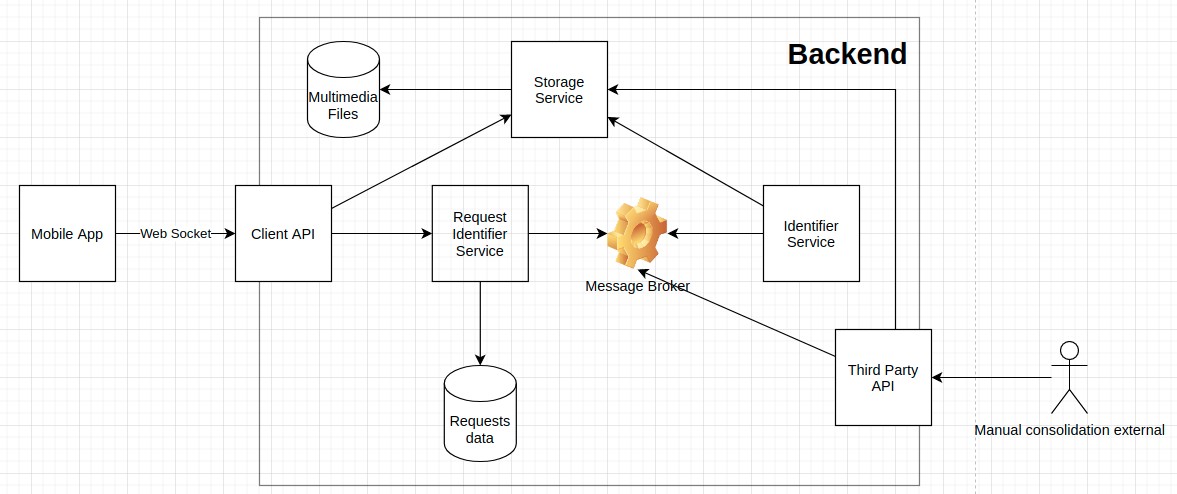 Backend
Multimedia
Files
Storage
Service
Mobile App
Web Socket
Client API
Request
Identifier
Service
Message Broker
Identifier
Service
Third Party
API
Requests
data
Manual consolidation external